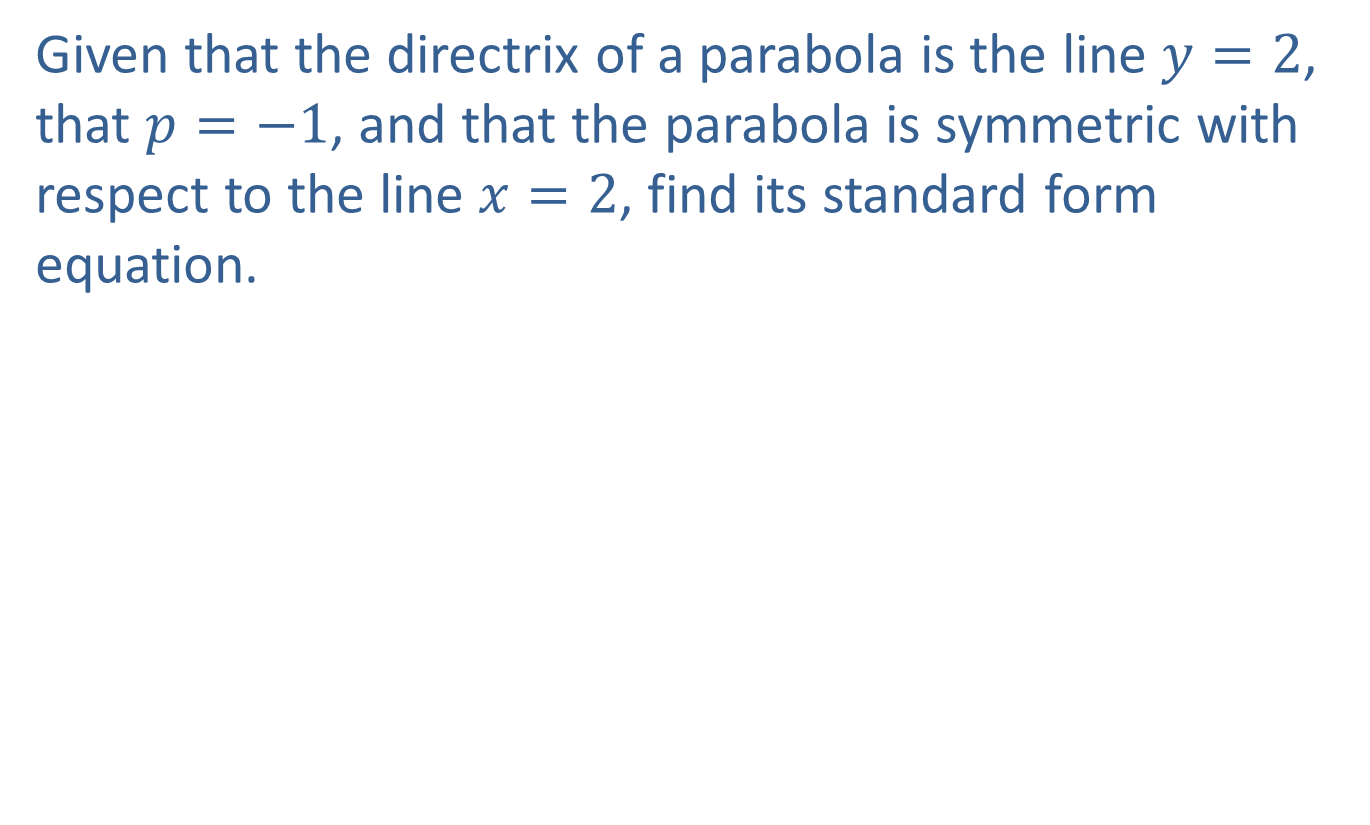 Given that the directrix of a parabola is the line 𝑦 = 2,
that 𝑝 = −1, and that the parabola is symmetric with
respect to the line 𝑥 = 2, find its standard form
equation.